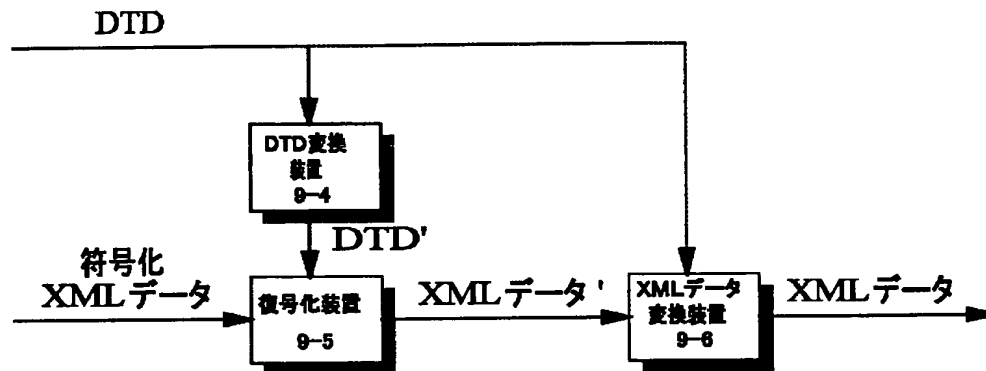 DTD
DTD変換
装置
9-4
DTD'
符号化
XMLデータ
復号化装置
9-5
XMLデータ'
XMLデータ
変換装置
9-6
XMLデータ